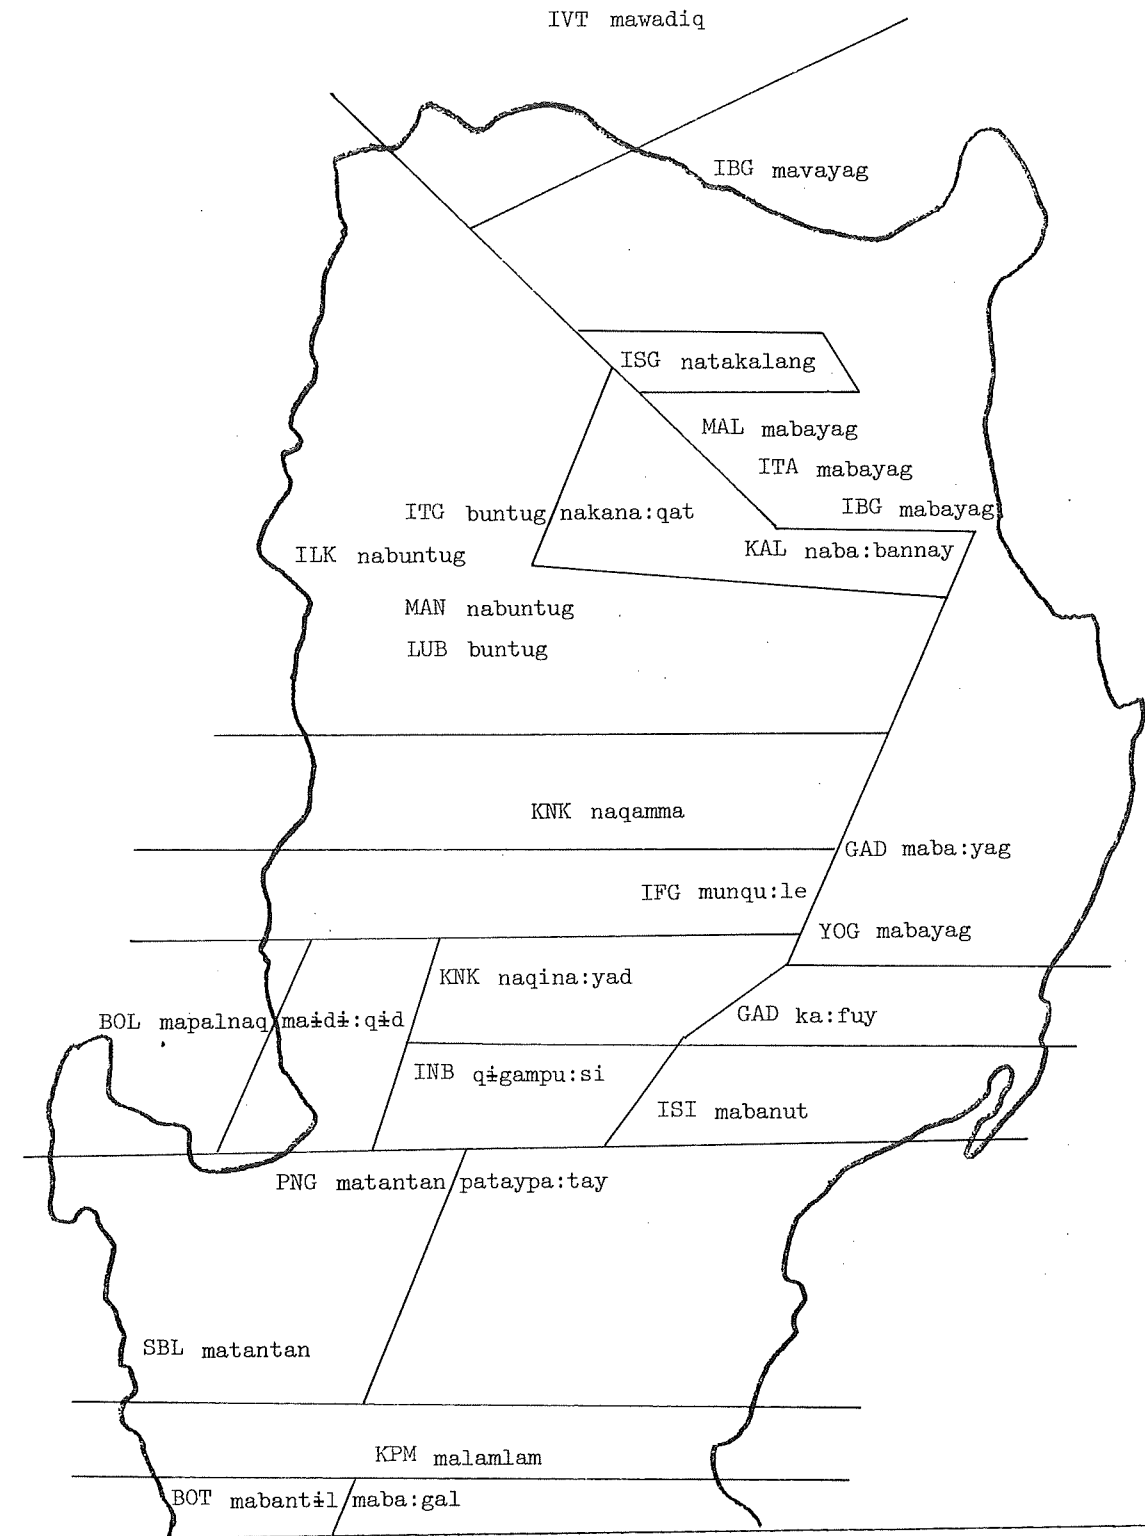 IVT mawadiq
IBG mavayag
ISG natakalang
MAL mabayag
ITA mabayag
IBG mabayag
ITG buntug/nakana:qat
KAL naba:bannay
ILK nabuntug
MAN nabuntug
LUB buntug
KNK naqamma
GAD maba:yag
IFG munqu:le
YOG mabayag
KNK naqina:yad
GAD ka:fuy
BOL mapalnaq/maɨdɨ:qɨd
INB qɨgampu:si
ISI mabanut
PNG matantan/pataypa:tay
SBL matantan
KPM malamlam
BOT mabantɨl/maba:gal